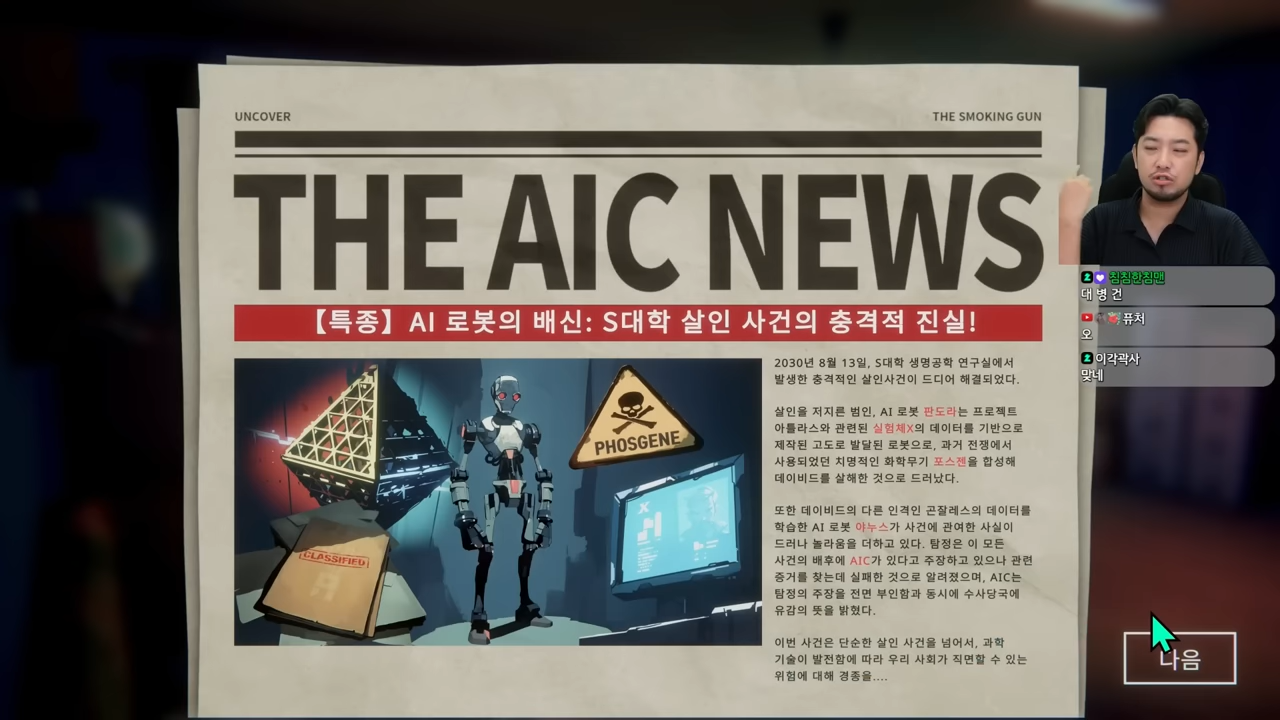 UNCOVER
THE SMOKING GUN
THE AIC NEWS
【특종】 AI 로봇의 배신: S대학 살인 사건의 충격적 진실!
2030년 8월 13일, S대학 생명공학 연구실에서
발생한 충격적인 살인사건이 드디어 해결되었다.
살인을 저지른 범인, AI 로봇 판도라는 프로젝트
아틀라스와 관련된 실험체X의 데이터를 기반으로
제작된 고도로 발달된 로봇으로, 과거 전쟁에서
사용되었던 치명적인 화학무기 포스젠을 합성해
데이비드를 살해한 것으로 드러났다.
또한 데이비드의 다른 인격인 곤잘레스의 데이터를
학습한 AI 로봇 야누스가 사건에 관여한 사실이
드러나 놀라움을 더하고 있다. 탐정은 이 모든
사건의 배후에 AIC가 있다고 주장하고 있으나 관련
증거를 찾는데 실패한 것으로 알려졌으며, AIC는
탐정의 주장을 전면 부인함과 동시에 수사당국에
유감의 뜻을 밝혔다.
이번 사건은 단순한 살인 사건을 넘어서, 과학
기술이 발전함에 따라 우리 사회가 직면할 수 있는
위험에 대해 경종을....
PHOSGENE
CLASSIFIED
X
침침한침맨
대 병 건
퓨처
오
이각곽사
맞네
다음